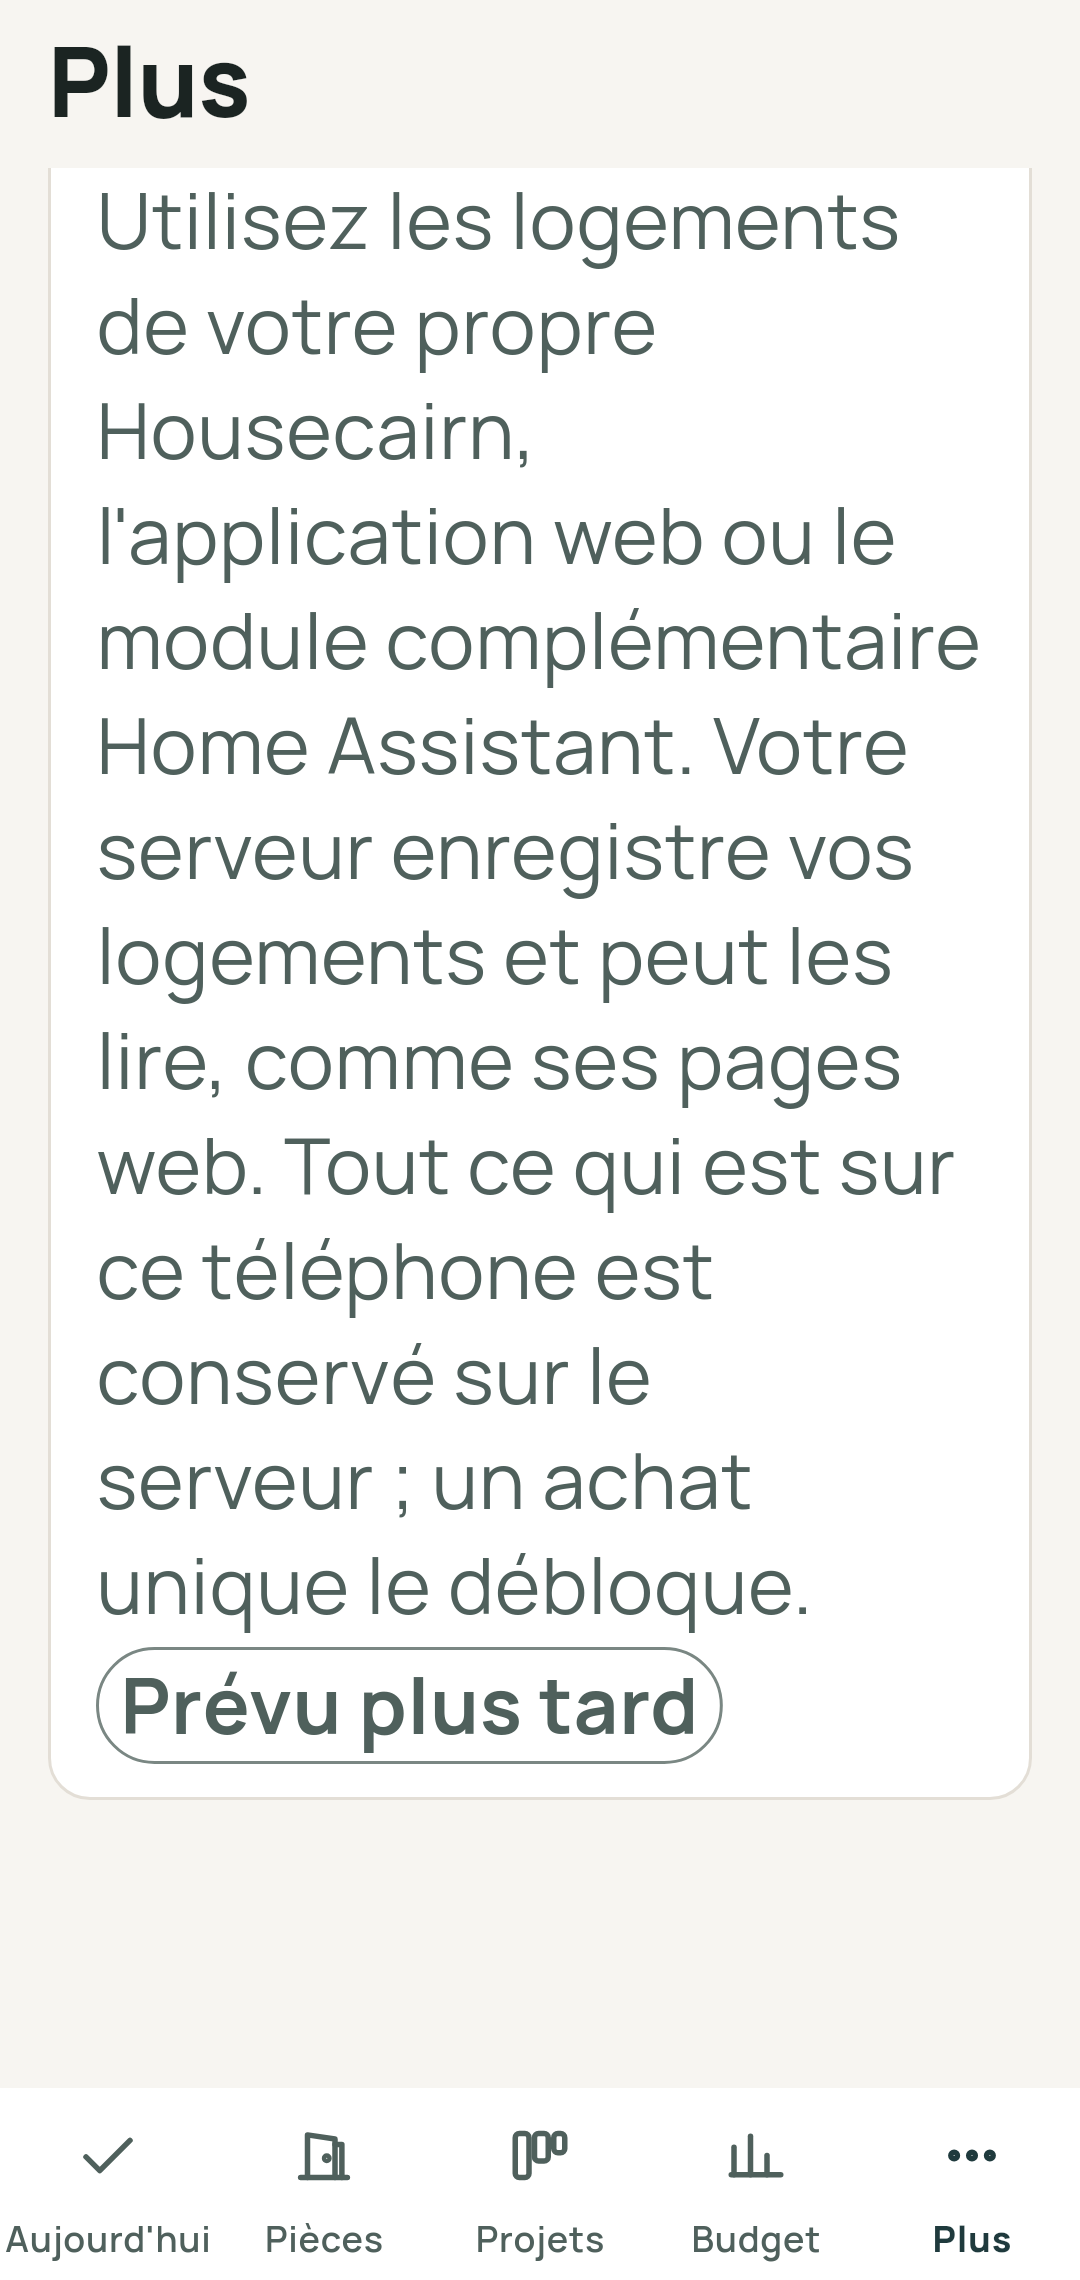 Plus
Utilisez les logements
de votre propre
Housecairn,
l'application web ou le
module complémentaire
Home Assistant. Votre
serveur enregistre vos
logements et peut les
lire, comme ses pages
web. Tout ce qui est sur
ce téléphone est
conservé sur le
serveur ; un achat
unique le débloque.
Prévu plus tard
Aujourd'hui
Pièces
Projets
Budget
Plus